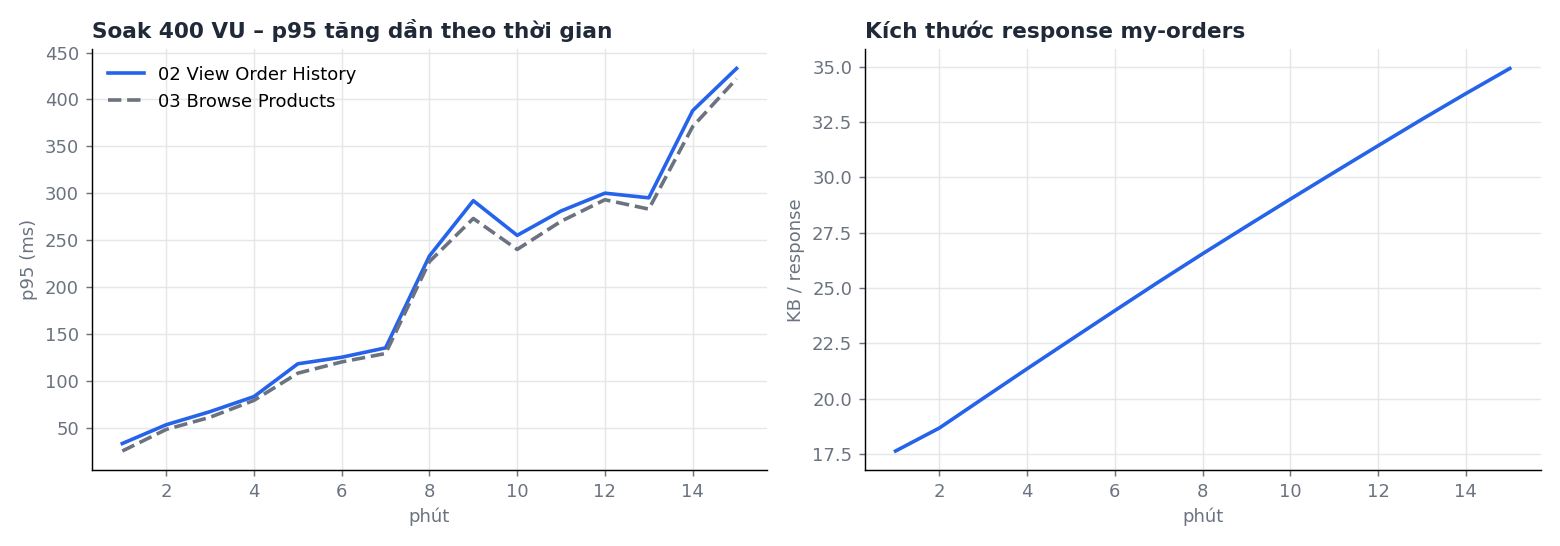 Soak 400 VU – p95 tăng dần theo thời gian
02 View Order History
03 Browse Products
p95 (ms)
450
400
350
300
250
200
150
100
50
2 4 6 8 10 12 14
phút
Kích thước response my-orders
KB / response
35.0
32.5
30.0
27.5
25.0
22.5
20.0
17.5
2 4 6 8 10 12 14
phút